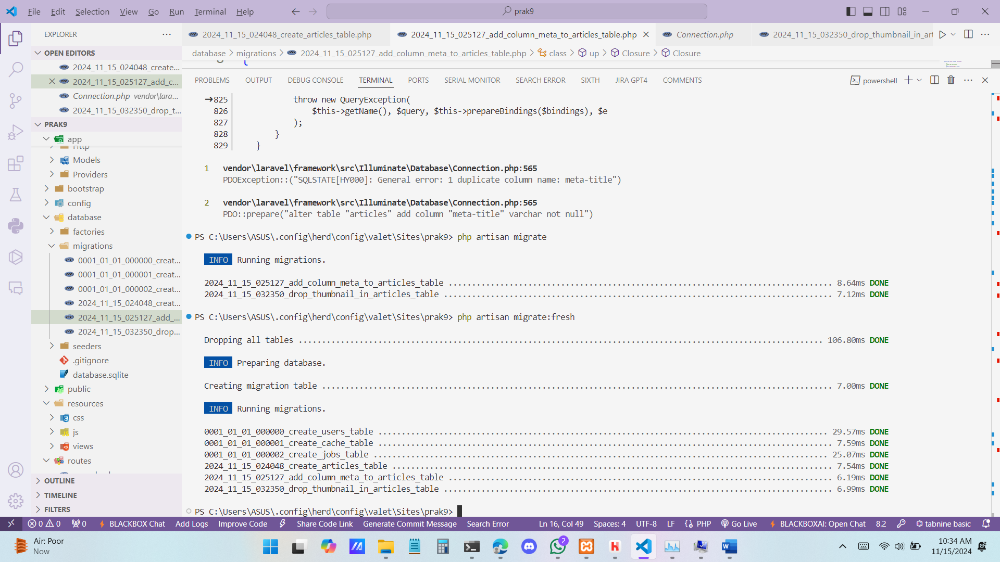 File Edit Selection View Go Run Terminal Help
prak9
EXPLORER
2024_11_15_024048_create_articles_table.php
2024_11_15_025127_add_column_meta_to_articles_table.php
Connection.php
2024_11_15_032350_drop_thumbnail_in_art
OPEN EDITORS
2024_11_15_024048_create...
2024_11_15_025127_add_c...
Connection.php vendor\lara...
2024_11_15_032350_drop_t...
PRAK9
app
Http
Models
Providers
bootstrap
config
database
factories
migrations
0001_01_01_000000_creat...
0001_01_01_000001_creat...
0001_01_01_000002_creat...
2024_11_15_024048_creat...
2024_11_15_025127_add_...
2024_11_15_032350_drop...
seeders
.gitignore
database.sqlite
public
resources
css
js
views
routes
OUTLINE
TIMELINE
FILTERS
database > migrations > 2024_11_15_025127_add_column_meta_to_articles_table.php > class > up > Closure > Closure
{
PROBLEMS OUTPUT DEBUG CONSOLE TERMINAL PORTS SERIAL MONITOR SEARCH ERROR SIXTH JIRA GPT4 COMMENTS
powershell
→825 throw new QueryException(
826 $this->getName(), $query, $this->prepareBindings($bindings), $e
827 );
828 }
829 }
1 vendor\laravel\framework\src\Illuminate\Database\Connection.php:565
PDOException::("SQLSTATE[HY000]: General error: 1 duplicate column name: meta-title")
2 vendor\laravel\framework\src\Illuminate\Database\Connection.php:565
PDO::prepare("alter table "articles" add column "meta-title" varchar not null")
PS C:\Users\ASUS\.config\herd\config\valet\Sites\prak9> php artisan migrate
INFO Running migrations.
2024_11_15_025127_add_column_meta_to_articles_table ........ 8.64ms DONE
2024_11_15_032350_drop_thumbnail_in_articles_table ........ 7.12ms DONE
PS C:\Users\ASUS\.config\herd\config\valet\Sites\prak9> php artisan migrate:fresh
Dropping all tables ........ 106.80ms DONE
INFO Preparing database.
Creating migration table ........ 7.00ms DONE
INFO Running migrations.
0001_01_01_000000_create_users_table ........ 29.57ms DONE
0001_01_01_000001_create_cache_table ........ 7.59ms DONE
0001_01_01_000002_create_jobs_table ........ 25.07ms DONE
2024_11_15_024048_create_articles_table ........ 7.54ms DONE
2024_11_15_025127_add_column_meta_to_articles_table ........ 6.19ms DONE
2024_11_15_032350_drop_thumbnail_in_articles_table ........ 6.99ms DONE
PS C:\Users\ASUS\.config\herd\config\valet\Sites\prak9>
0 0 0 BLACKBOX Chat Add Logs Improve Code Share Code Link Generate Commit Message Search Error Ln 16, Col 49 Spaces: 4 UTF-8 LF PHP Go Live BLACKBOXAI: Open Chat 8.2 tabnine basic
Air: Poor
Now
2
10:34 AM
11/15/2024